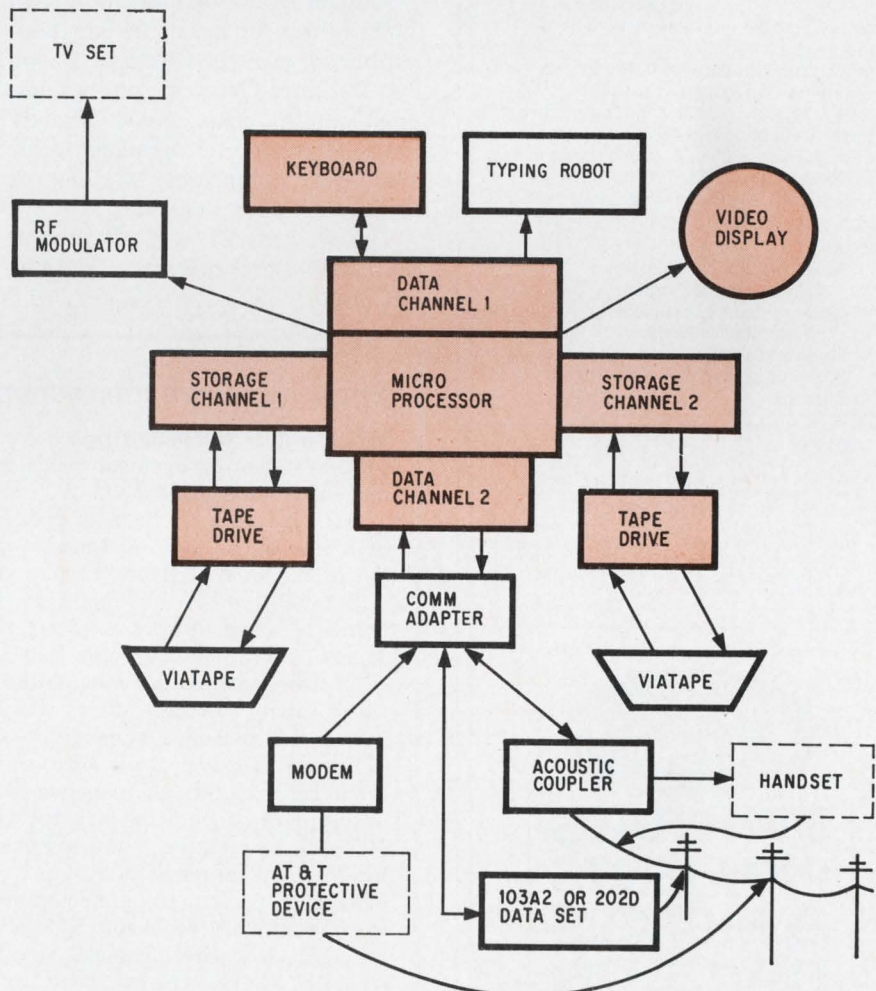 TV SET
KEYBOARD
TYPING ROBOT
VIDEO
DISPLAY
RF
MODULATOR
DATA
CHANNEL 1
STORAGE
CHANNEL 1
MICRO
PROCESSOR
STORAGE
CHANNEL 2
DATA
CHANNEL 2
TAPE
DRIVE
TAPE
DRIVE
COMM
ADAPTER
VIATAPE
VIATAPE
MODEM
ACOUSTIC
COUPLER
HANDSET
AT & T
PROTECTIVE
DEVICE
103A2 OR 202D
DATA SET